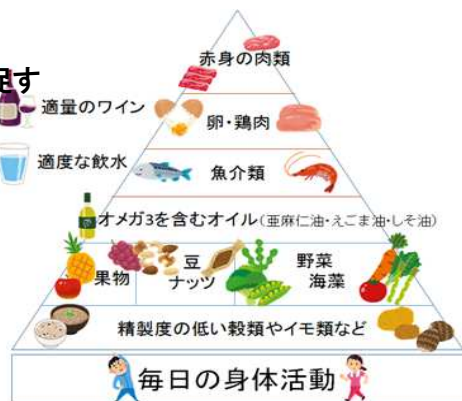 赤身の肉類
促す
適量のワイン
卵・鶏肉
適度な飲水
魚介類
オメガ3を含むオイル(亜麻仁油・えごま油・しそ油)
果物
豆
ナッツ
野菜
海藻
精製度の低い穀類やイモ類など
毎日の身体活動